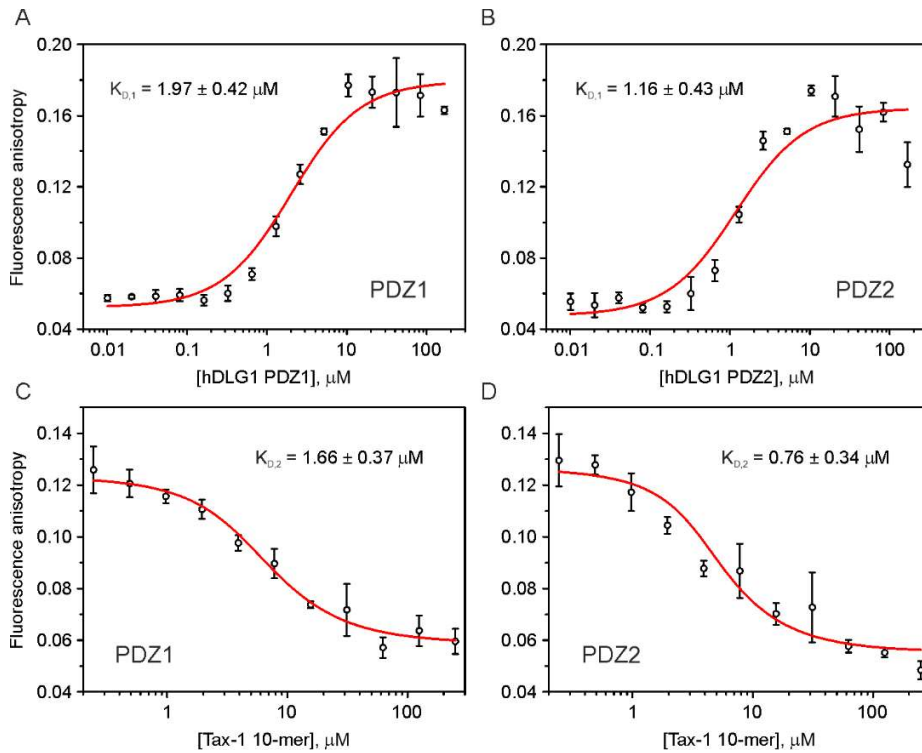 A
B
0.20
0.16
0.12
0.08
0.04
Fluorescence anisotropy
K_D,1 = 1.97 ± 0.42 μM
PDZ1
0.01 0.1 1 10 100
[hDLG1 PDZ1], μM
0.20
0.16
0.12
0.08
0.04
K_D,1 = 1.16 ± 0.43 μM
PDZ2
0.01 0.1 1 10 100
[hDLG1 PDZ2], μM
C
D
0.14
0.12
0.10
0.08
0.06
0.04
Fluorescence anisotropy
K_D,2 = 1.66 ± 0.37 μM
PDZ1
1 10 100
[Tax-1 10-mer], μM
0.14
0.12
0.10
0.08
0.06
0.04
K_D,2 = 0.76 ± 0.34 μM
PDZ2
1 10 100
[Tax-1 10-mer], μM